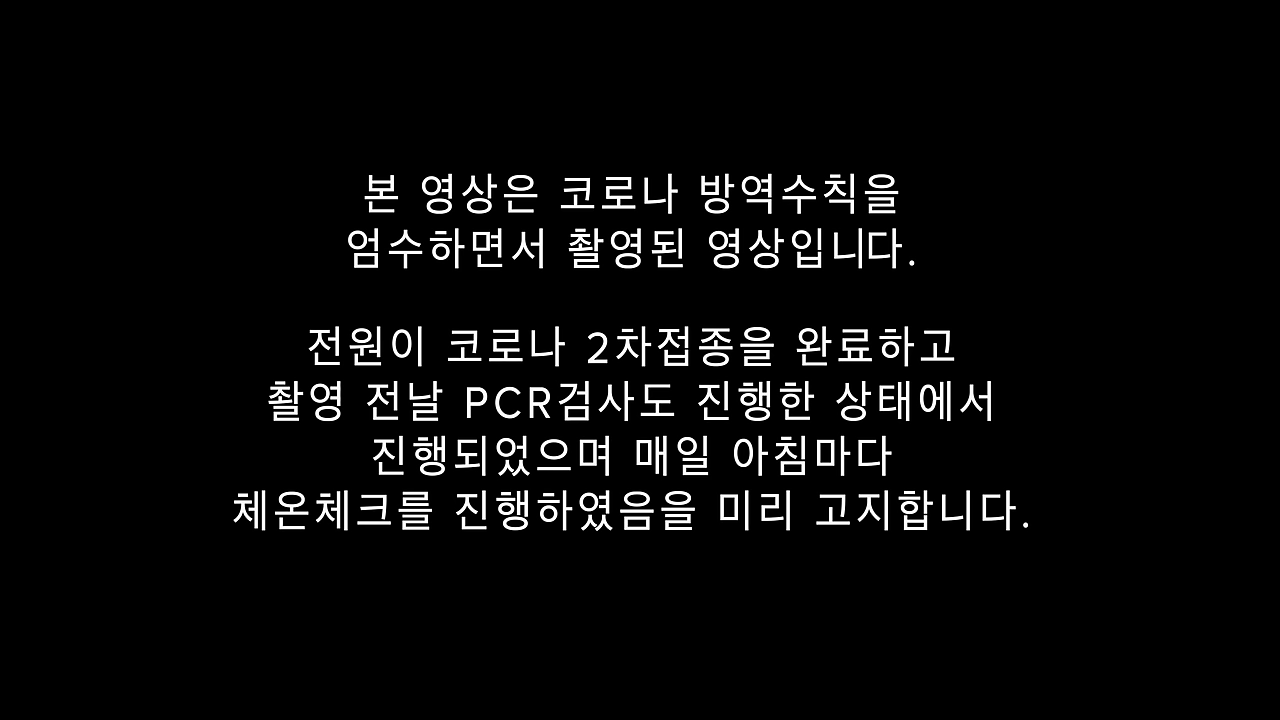 본 영상은 코로나 방역수칙을
엄수하면서 촬영된 영상입니다.
전원이 코로나 2차접종을 완료하고
촬영 전날 PCR검사도 진행한 상태에서
진행되었으며 매일 아침마다
체온체크를 진행하였음을 미리 고지합니다.